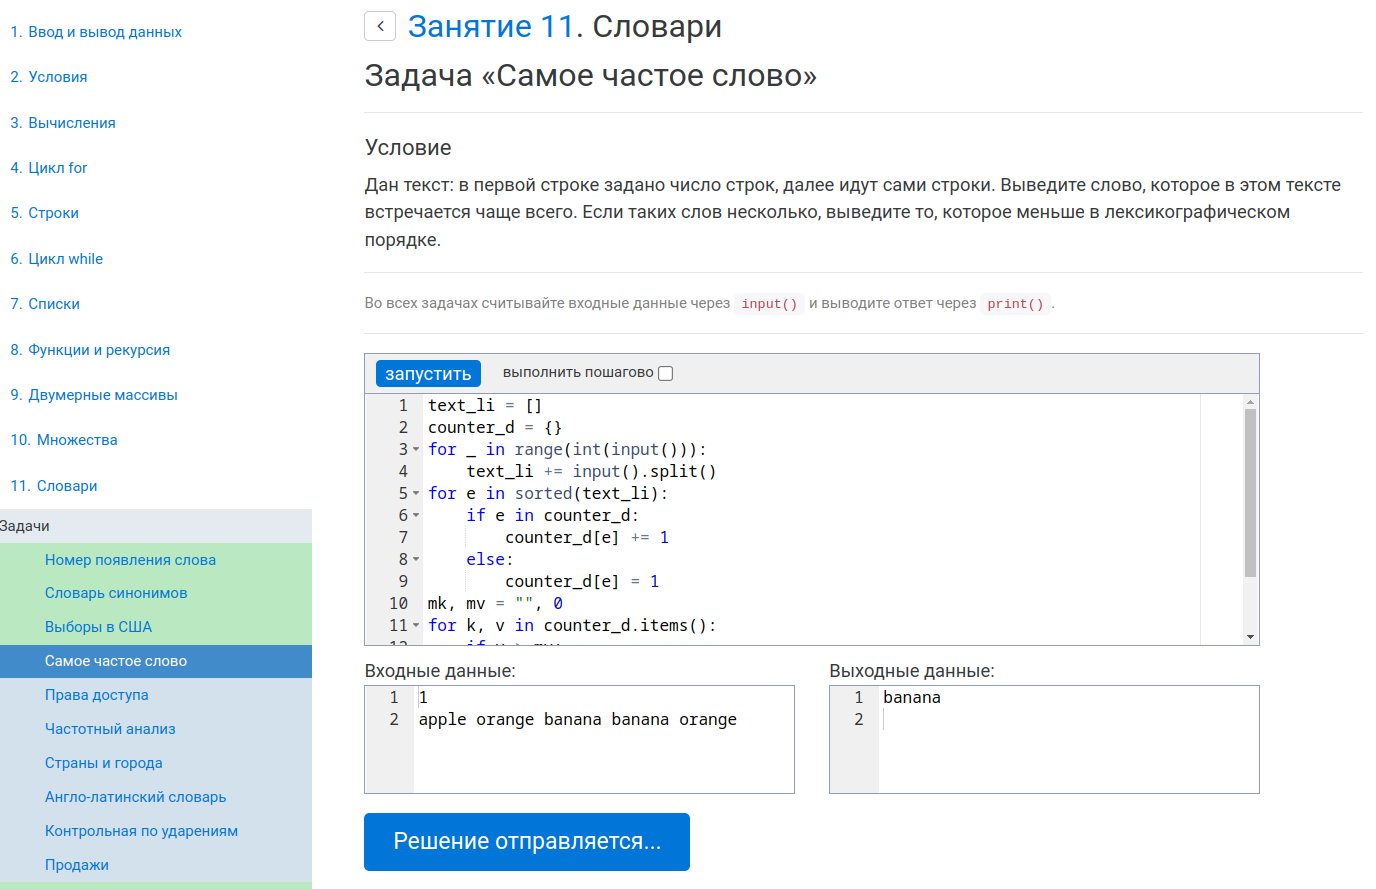 1. Ввод и вывод данных
2. Условия
3. Вычисления
4. Цикл for
5. Строки
6. Цикл while
7. Списки
8. Функции и рекурсия
9. Двумерные массивы
10. Множества
11. Словари
Задачи
Номер появления слова
Словарь синонимов
Выборы в США
Самое частое слово
Права доступа
Частотный анализ
Страны и города
Англо-латинский словарь
Контрольная по ударениям
Продажи
Занятие 11. Словари
Задача «Самое частое слово»
Условие
Дан текст: в первой строке задано число строк, далее идут сами строки. Выведите слово, которое в этом тексте
встречается чаще всего. Если таких слов несколько, выведите то, которое меньше в лексикографическом
порядке.
Во всех задачах считывайте входные данные через input() и выводите ответ через print().
запустить выполнить пошагово
1 text_li = []
2 counter_d = {}
3 for _ in range(int(input())):
4     text_li += input().split()
5 for e in sorted(text_li):
6     if e in counter_d:
7         counter_d[e] += 1
8     else:
9         counter_d[e] = 1
10 mk, mv = "", 0
11 for k, v in counter_d.items():
Входные данные:
1 1
2 apple orange banana banana orange
Выходные данные:
1 banana
2
Решение отправляется...